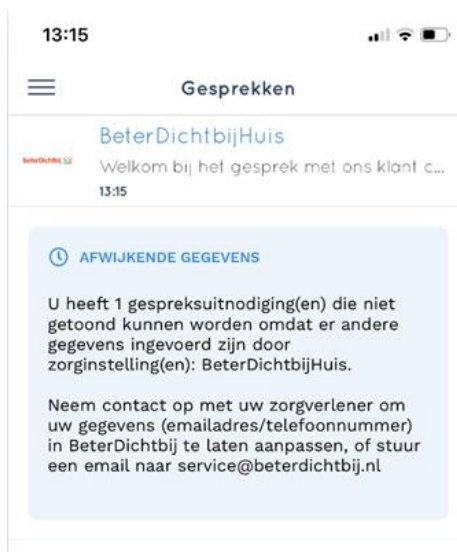 13:15
Gesprekken
BeterDichtbijHuis
BeterDichtbij
Welkom bij het gesprek met ons klant c...
13:15
AFWIJKENDE GEGEVENS
U heeft 1 gespreksuitnodiging(en) die niet
getoond kunnen worden omdat er andere
gegevens ingevoerd zijn door
zorginstelling(en): BeterDichtbijHuis.
Neem contact op met uw zorgverlener om
uw gegevens (emailadres/telefoonnummer)
in BeterDichtbij te laten aanpassen, of stuur
een email naar service@beterdichtbij.nl